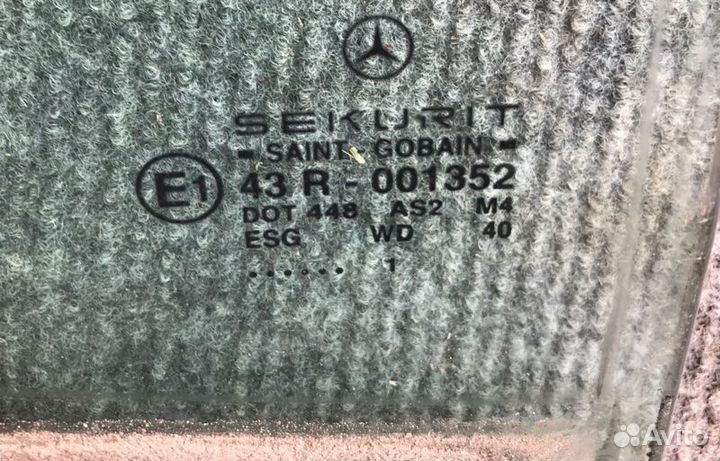 SEKURIT
- SAINT - GOBAIN -
E1 43 R - 001352
DOT 448 AS2 M4
ESG WD 40
...... 1
Avito